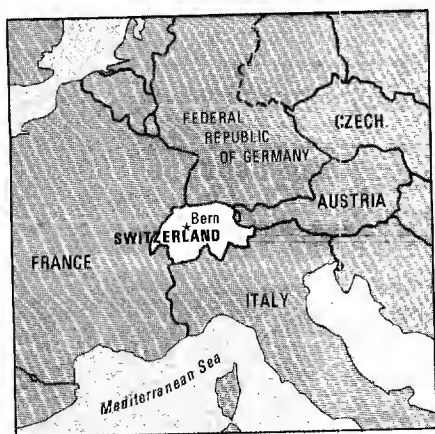 FEDERAL
REPUBLIC
OF GERMANY
CZECH.
AUSTRIA
Bern
SWITZERLAND
FRANCE
ITALY
Mediterranean Sea